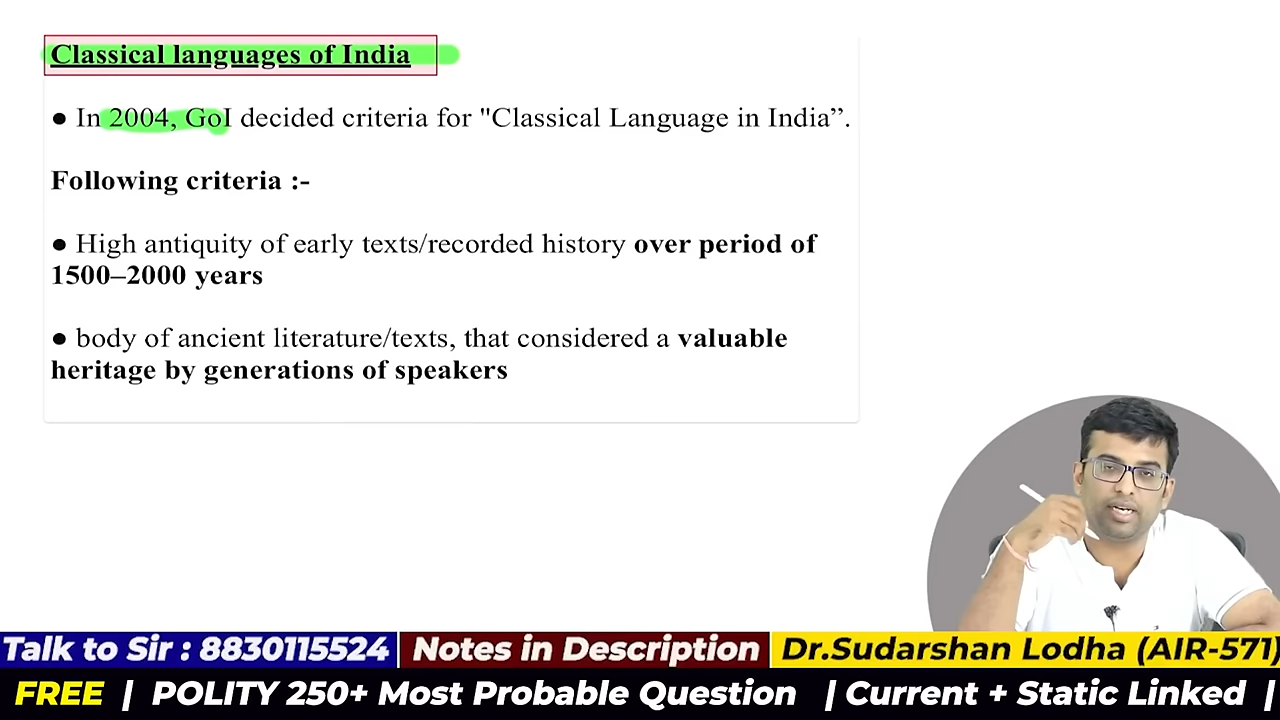 Classical languages of India
● In 2004, GoI decided criteria for "Classical Language in India”.
Following criteria :-
● High antiquity of early texts/recorded history over period of
1500–2000 years
● body of ancient literature/texts, that considered a valuable
heritage by generations of speakers
Talk to Sir : 8830115524 Notes in Description Dr.Sudarshan Lodha (AIR-571)
FREE | POLITY 250+ Most Probable Question | Current + Static Linked |